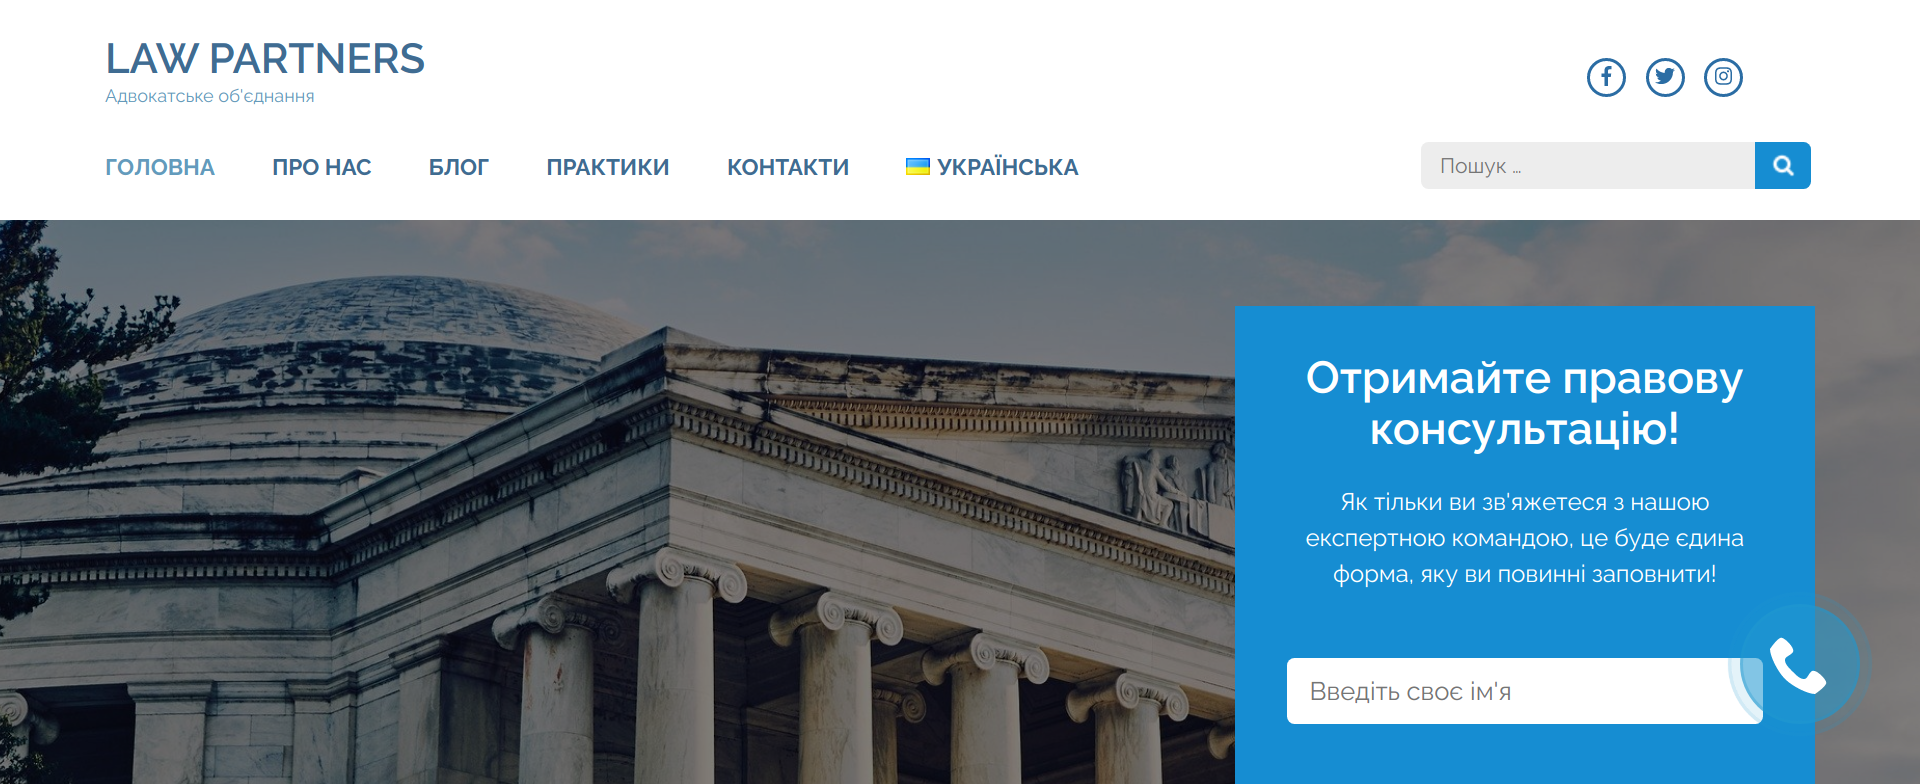 LAW PARTNERS
Адвокатське об'єднання
ГОЛОВНА ПРО НАС БЛОГ ПРАКТИКИ КОНТАКТИ УКРАЇНСЬКА
Пошук ...
Отримайте правову
консультацію!
Як тільки ви зв'яжетеся з нашою
експертною командою, це буде єдина
форма, яку ви повинні заповнити!
Введіть своє ім'я